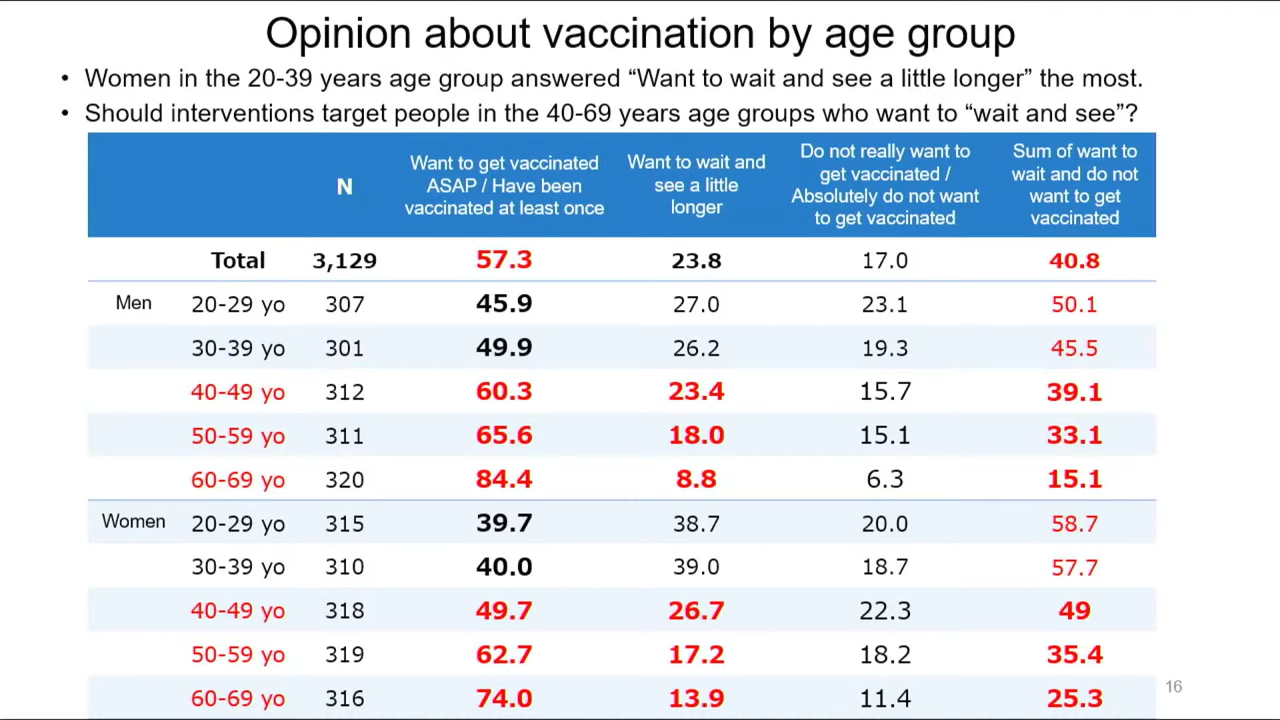 Opinion about vaccination by age group
• Women in the 20-39 years age group answered “Want to wait and see a little longer” the most.
• Should interventions target people in the 40-69 years age groups who want to “wait and see”?
N
Want to get vaccinated
ASAP / Have been
vaccinated at least once
Want to wait and
see a little
longer
Do not really want to
get vaccinated /
Absolutely do not want
to get vaccinated
Sum of want to
wait and do not
want to get
vaccinated
Total 3,129 57.3 23.8 17.0 40.8
Men 20-29 yo 307 45.9 27.0 23.1 50.1
30-39 yo 301 49.9 26.2 19.3 45.5
40-49 yo 312 60.3 23.4 15.7 39.1
50-59 yo 311 65.6 18.0 15.1 33.1
60-69 yo 320 84.4 8.8 6.3 15.1
Women 20-29 yo 315 39.7 38.7 20.0 58.7
30-39 yo 310 40.0 39.0 18.7 57.7
40-49 yo 318 49.7 26.7 22.3 49
50-59 yo 319 62.7 17.2 18.2 35.4
60-69 yo 316 74.0 13.9 11.4 25.3
16